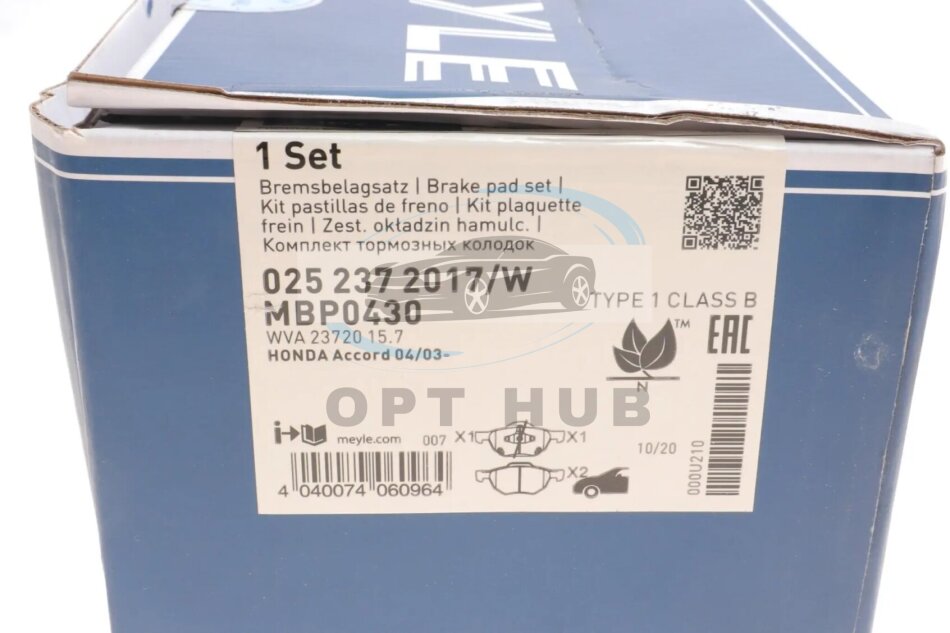 YLE
1 Set
Bremsbelagsatz | Brake pad set |
Kit pastillas de freno | Kit plaquette
frein | Zest. okładzin hamulc. |
Комплект тормозных колодок
025 237 2017/W
MBP0430
WVA 23720 15.7
HONDA Accord 04/03-
TYPE 1 CLASS B
TM
EAC
N
OPT HUB
i
meyle.com
007
X1
X1
X2
10/20
000U210
4 040074 060964